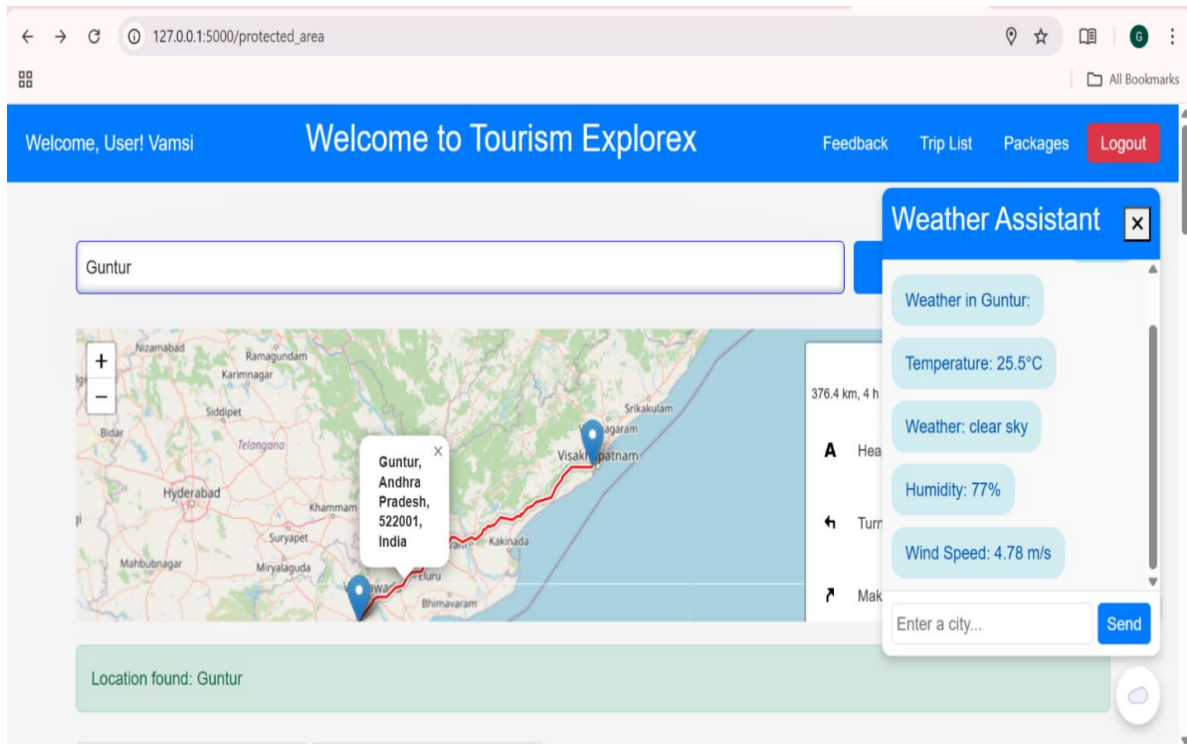 127.0.0.1:5000/protected_area
G
All Bookmarks
Welcome, User! Vamsi
Welcome to Tourism Explorex
Feedback
Trip List
Packages
Logout
Weather Assistant
Guntur
Weather in Guntur:
Temperature: 25.5°C
Weather: clear sky
Humidity: 77%
Wind Speed: 4.78 m/s
Enter a city...
Send
+
−
Nizamabad
Ramagundam
Karimnagar
Siddipet
Bidar
Telangana
Hyderabad
Khammam
Suryapet
Mahbubnagar
Miryalaguda
Srikakulam
Kakinada
Eluru
Bhimavaram
Guntur,
Andhra
Pradesh,
522001,
India
376.4 km, 4 h
A
Location found: Guntur